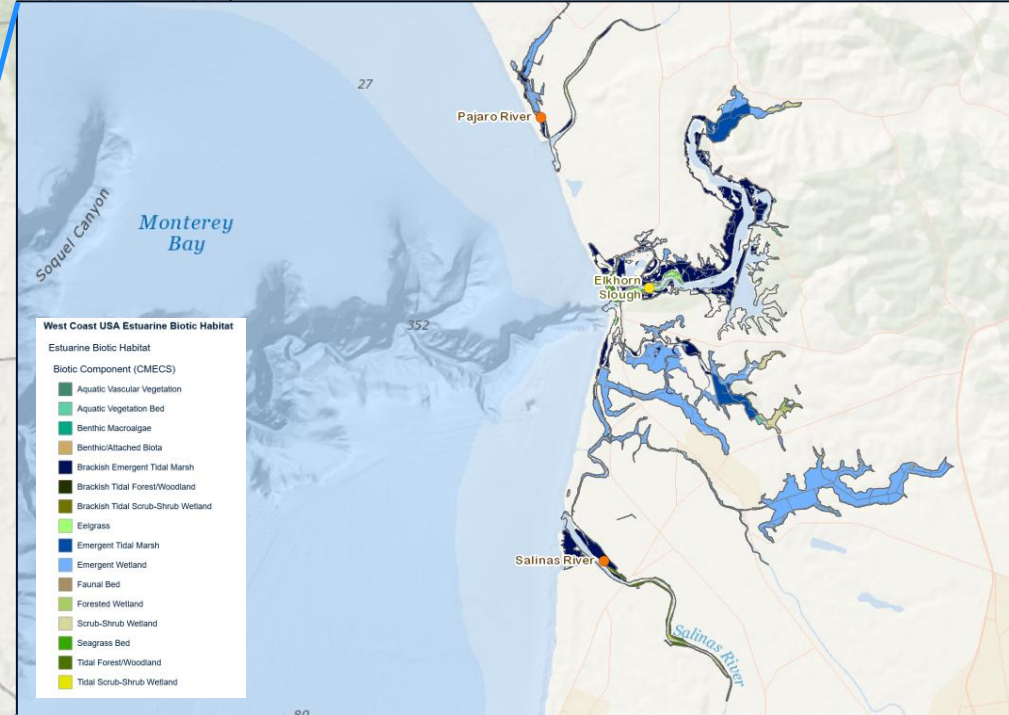 27
Pajaro River
Soquel Canyon
Monterey
Bay
Elkhorn
Slough
352
West Coast USA Estuarine Biotic Habitat
Estuarine Biotic Habitat
Biotic Component (CMECS)
Aquatic Vascular Vegetation
Aquatic Vegetation Bed
Benthic Macroalgae
Benthic/Attached Biota
Brackish Emergent Tidal Marsh
Brackish Tidal Forest/Woodland
Brackish Tidal Scrub-Shrub Wetland
Eelgrass
Emergent Tidal Marsh
Emergent Wetland
Faunal Bed
Forested Wetland
Scrub-Shrub Wetland
Seagrass Bed
Tidal Forest/Woodland
Tidal Scrub-Shrub Wetland
Salinas River
Salinas River